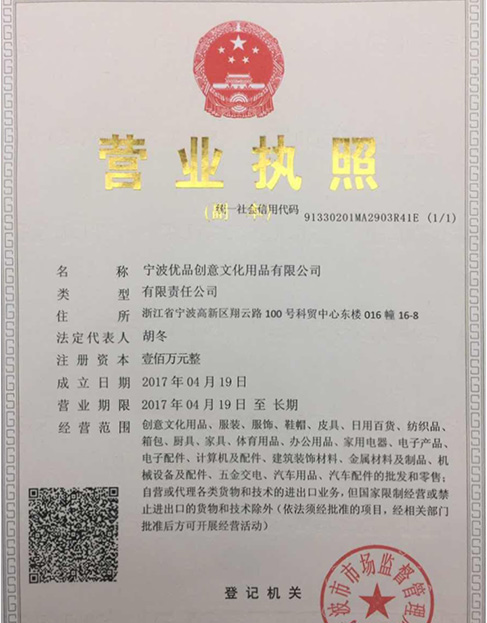 营业执照
(副 本)
统一社会信用代码 91330201MA2903R41E (1/1)
名 称 宁波优品创意文化用品有限公司
类 型 有限责任公司
住 所 浙江省宁波高新区翔云路 100 号科贸中心东楼 016 幢 16-8
法定代表人 胡冬
注册资本 壹佰万元整
成立日期 2017 年 04 月 19 日
营业期限 2017 年 04 月 19 日 至 长期
经营范围 创意文化用品、服装、服饰、鞋帽、皮具、日用百货、纺织品、
箱包、厨具、家具、体育用品、办公用品、家用电器、电子产品、
电子配件、计算机及配件、建筑装饰材料、金属材料及制品、机
械设备及配件、五金交电、汽车用品、汽车配件的批发和零售；
自营或代理各类货物和技术的进出口业务，但国家限制经营或禁
止进出口的货物和技术除外（依法须经批准的项目，经相关部门
批准后方可开展经营活动）
登记机关
波市市场监督管理